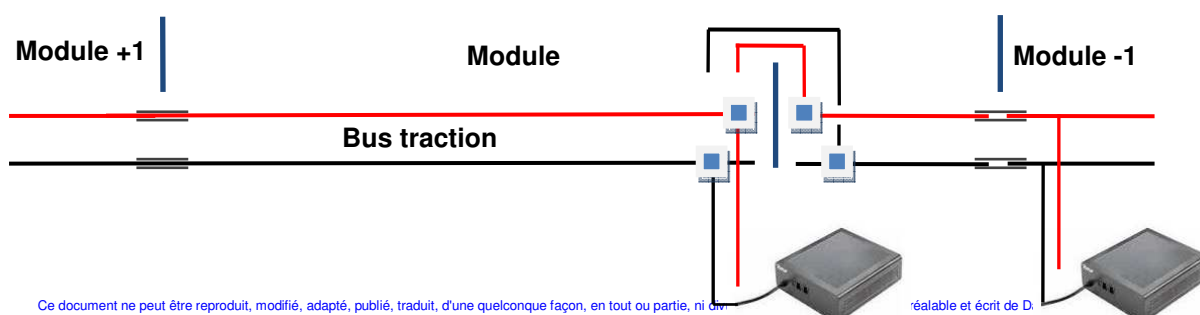 Module +1
Module
Module -1
Bus traction
Ce document ne peut être reproduit, modifié, adapté, publié, traduit, d'une quelconque façon, en tout ou partie, ni réalable et écrit de